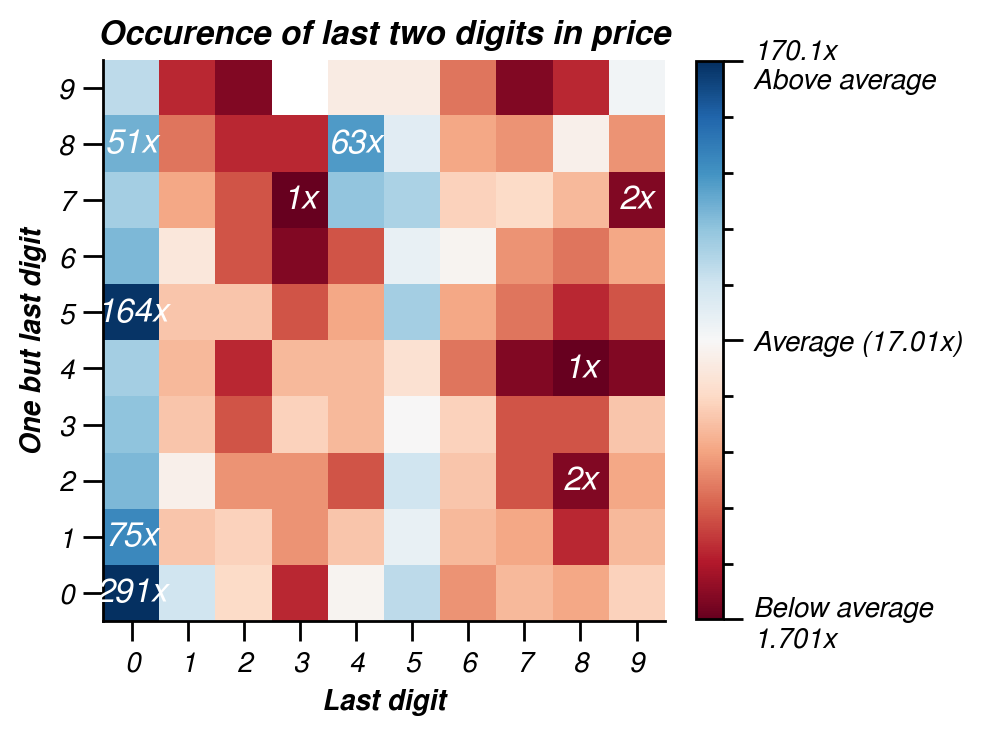 Occurence of last two digits in price
170.1x
Above average
9
8
7
6
5
4
3
2
1
0
51x
63x
1x
2x
164x
1x
2x
75x
291x
One but last digit
Average (17.01x)
Below average
1.701x
0 1 2 3 4 5 6 7 8 9
Last digit